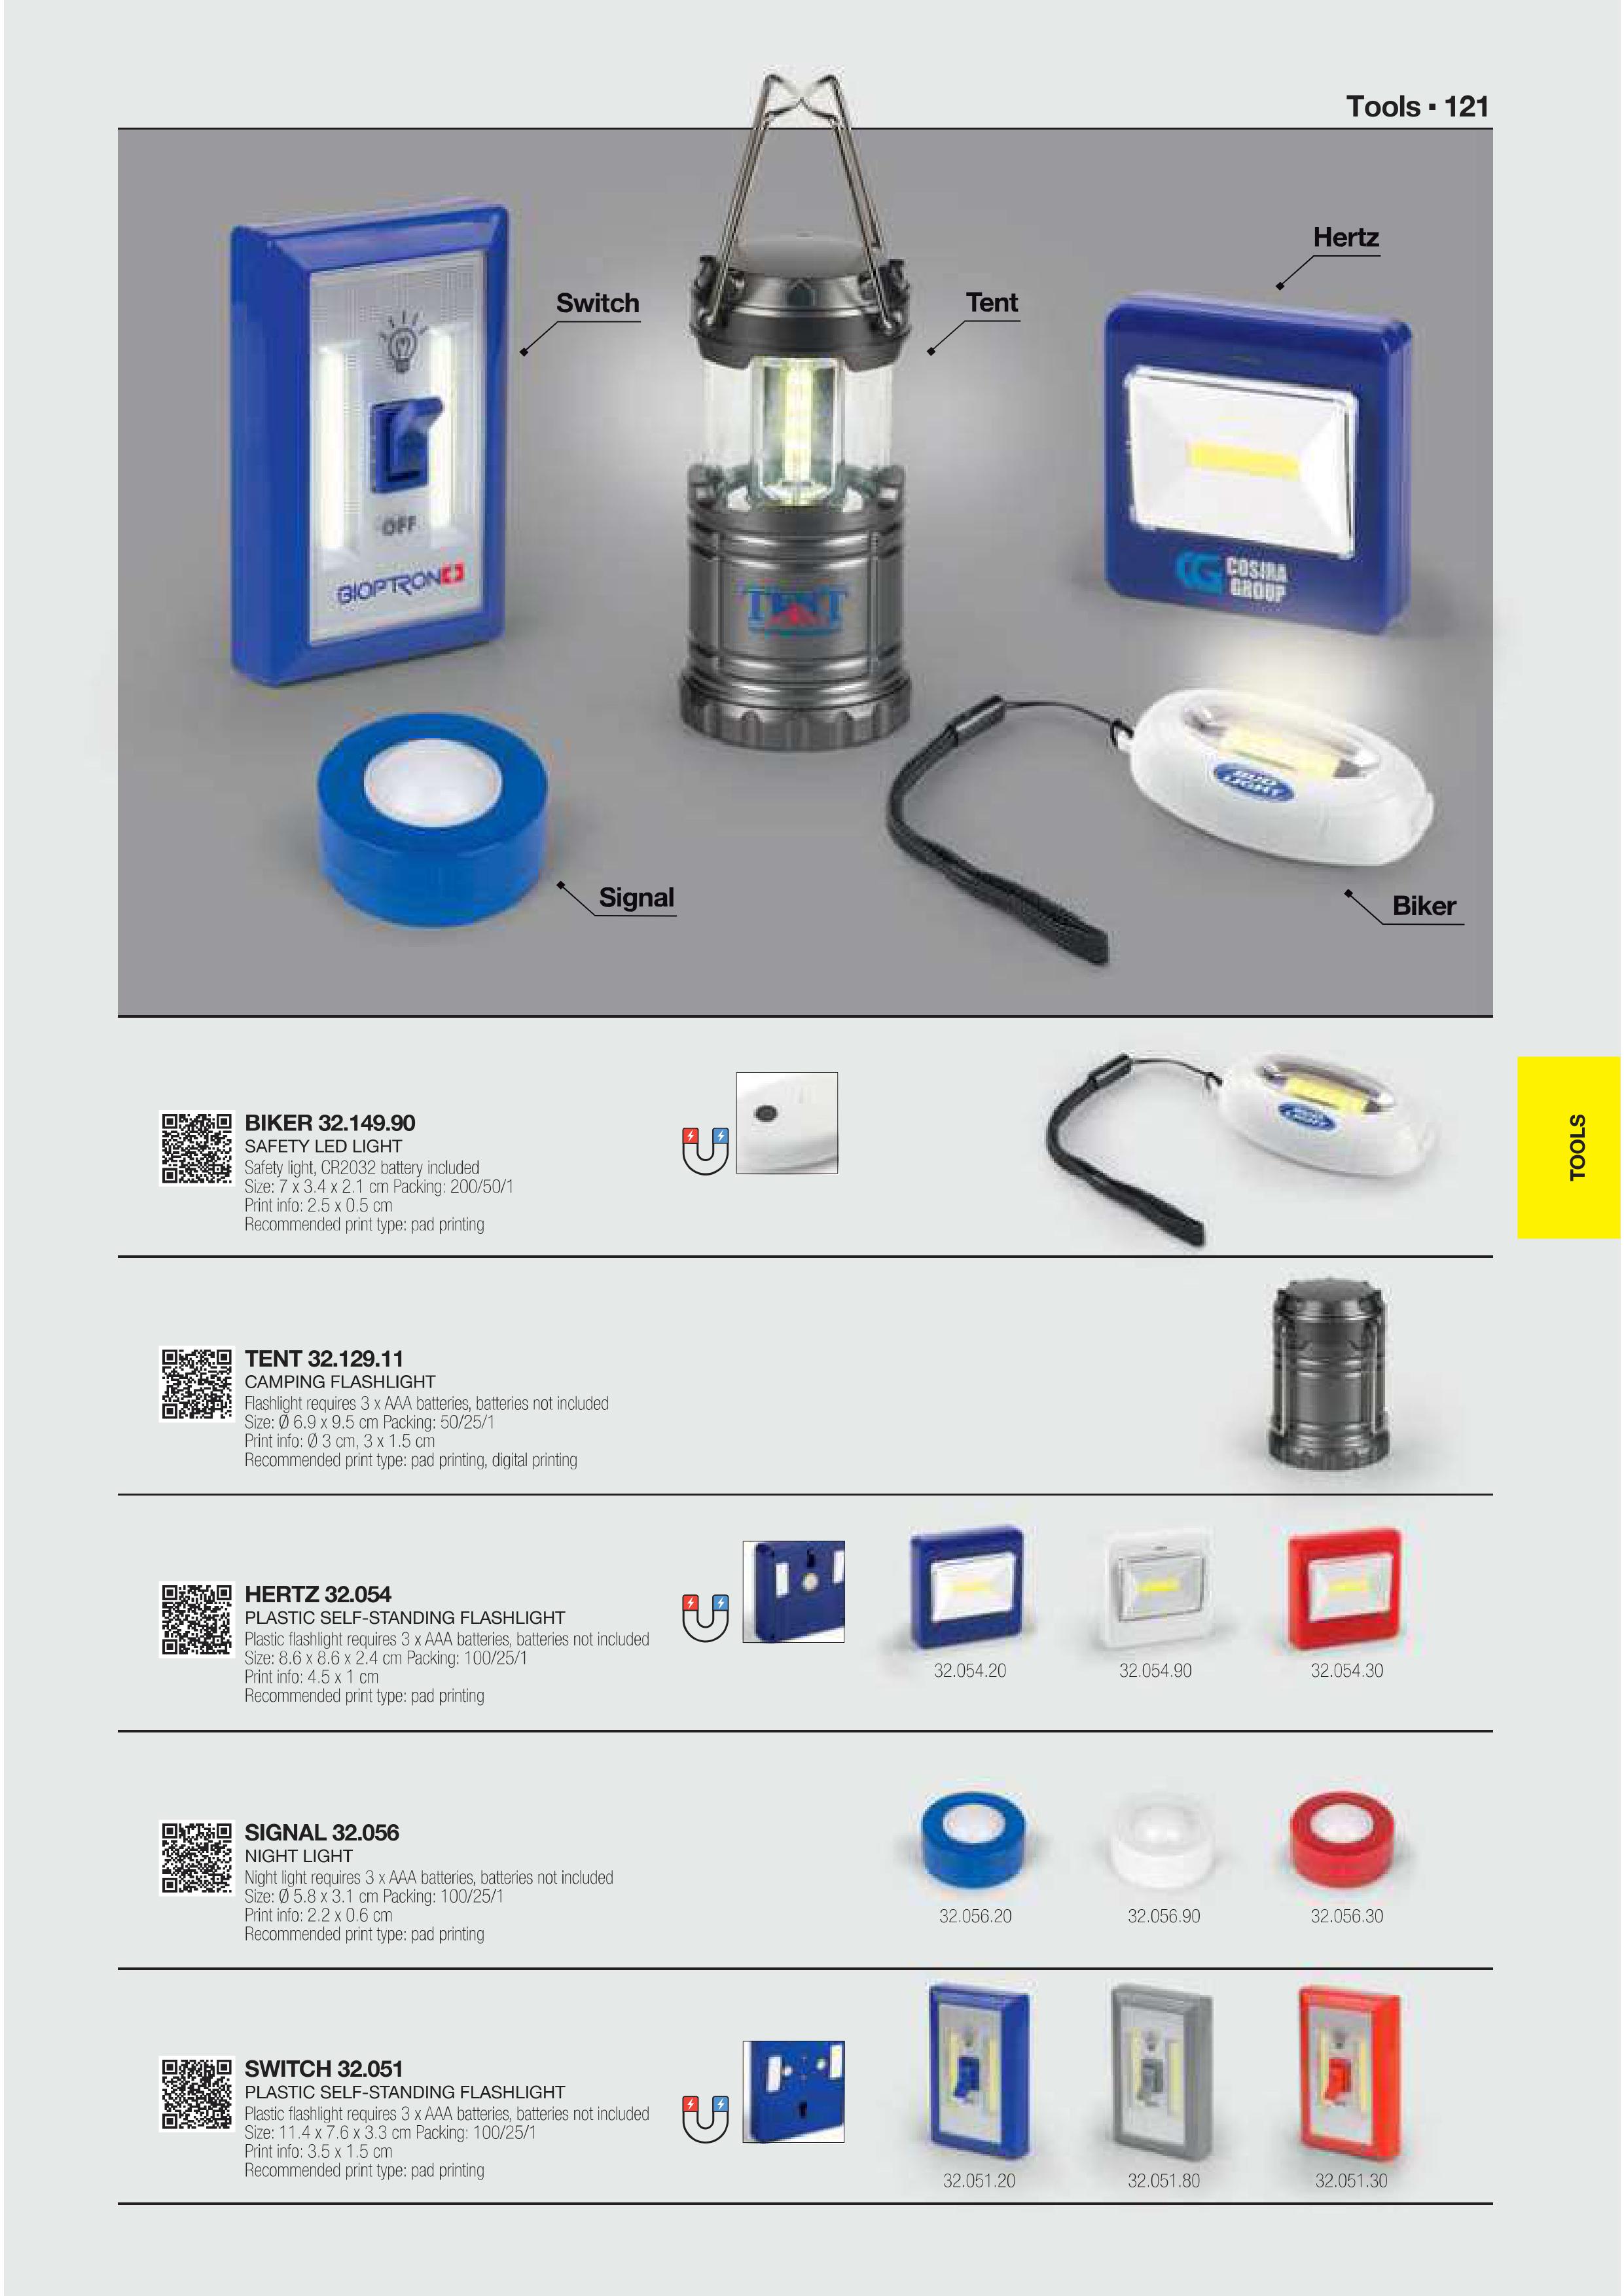 Tools ▪ 121
Hertz
Switch
Tent
OFF
BIOPTRON
TENT
COSIRA
GROUP
BUD
LIGHT
Signal
Biker
TOOLS
BIKER 32.149.90
SAFETY LED LIGHT
Safety light, CR2032 battery included
Size: 7 x 3.4 x 2.1 cm Packing: 200/50/1
Print info: 2.5 x 0.5 cm
Recommended print type: pad printing
TENT 32.129.11
CAMPING FLASHLIGHT
Flashlight requires 3 x AAA batteries, batteries not included
Size: Ø 6.9 x 9.5 cm Packing: 50/25/1
Print info: Ø 3 cm, 3 x 1.5 cm
Recommended print type: pad printing, digital printing
HERTZ 32.054
PLASTIC SELF-STANDING FLASHLIGHT
Plastic flashlight requires 3 x AAA batteries, batteries not included
Size: 8.6 x 8.6 x 2.4 cm Packing: 100/25/1
Print info: 4.5 x 1 cm
Recommended print type: pad printing
32.054.20
32.054.90
32.054.30
SIGNAL 32.056
NIGHT LIGHT
Night light requires 3 x AAA batteries, batteries not included
Size: Ø 5.8 x 3.1 cm Packing: 100/25/1
Print info: 2.2 x 0.6 cm
Recommended print type: pad printing
32.056.20
32.056.90
32.056.30
SWITCH 32.051
PLASTIC SELF-STANDING FLASHLIGHT
Plastic flashlight requires 3 x AAA batteries, batteries not included
Size: 11.4 x 7.6 x 3.3 cm Packing: 100/25/1
Print info: 3.5 x 1.5 cm
Recommended print type: pad printing
32.051.20
32.051.80
32.051.30